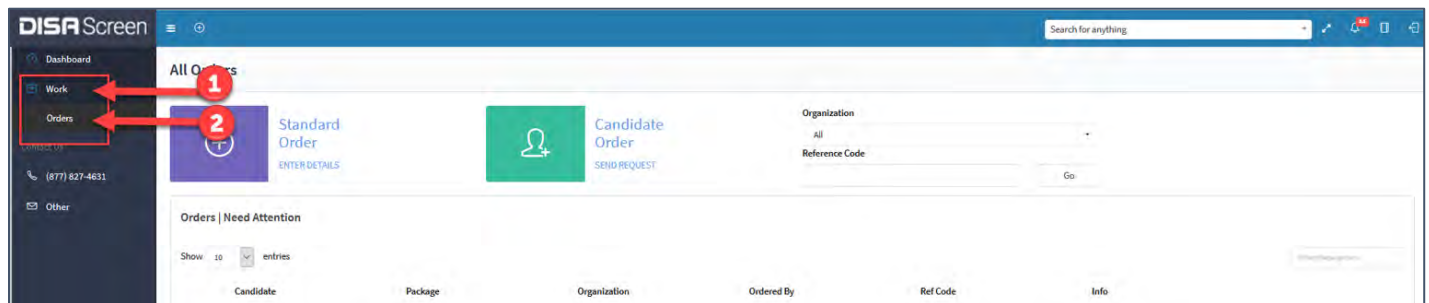 DISA Screen
Search for anything
Dashboard
Work
Orders
Contact Us
(877) 827-4631
Other
1
2
All Orders
Standard
Order
ENTER DETAILS
Candidate
Order
SEND REQUEST
Organization
All
Reference Code
Go
Orders | Need Attention
Show 10 entries
Candidate Package Organization Ordered By Ref Code Info